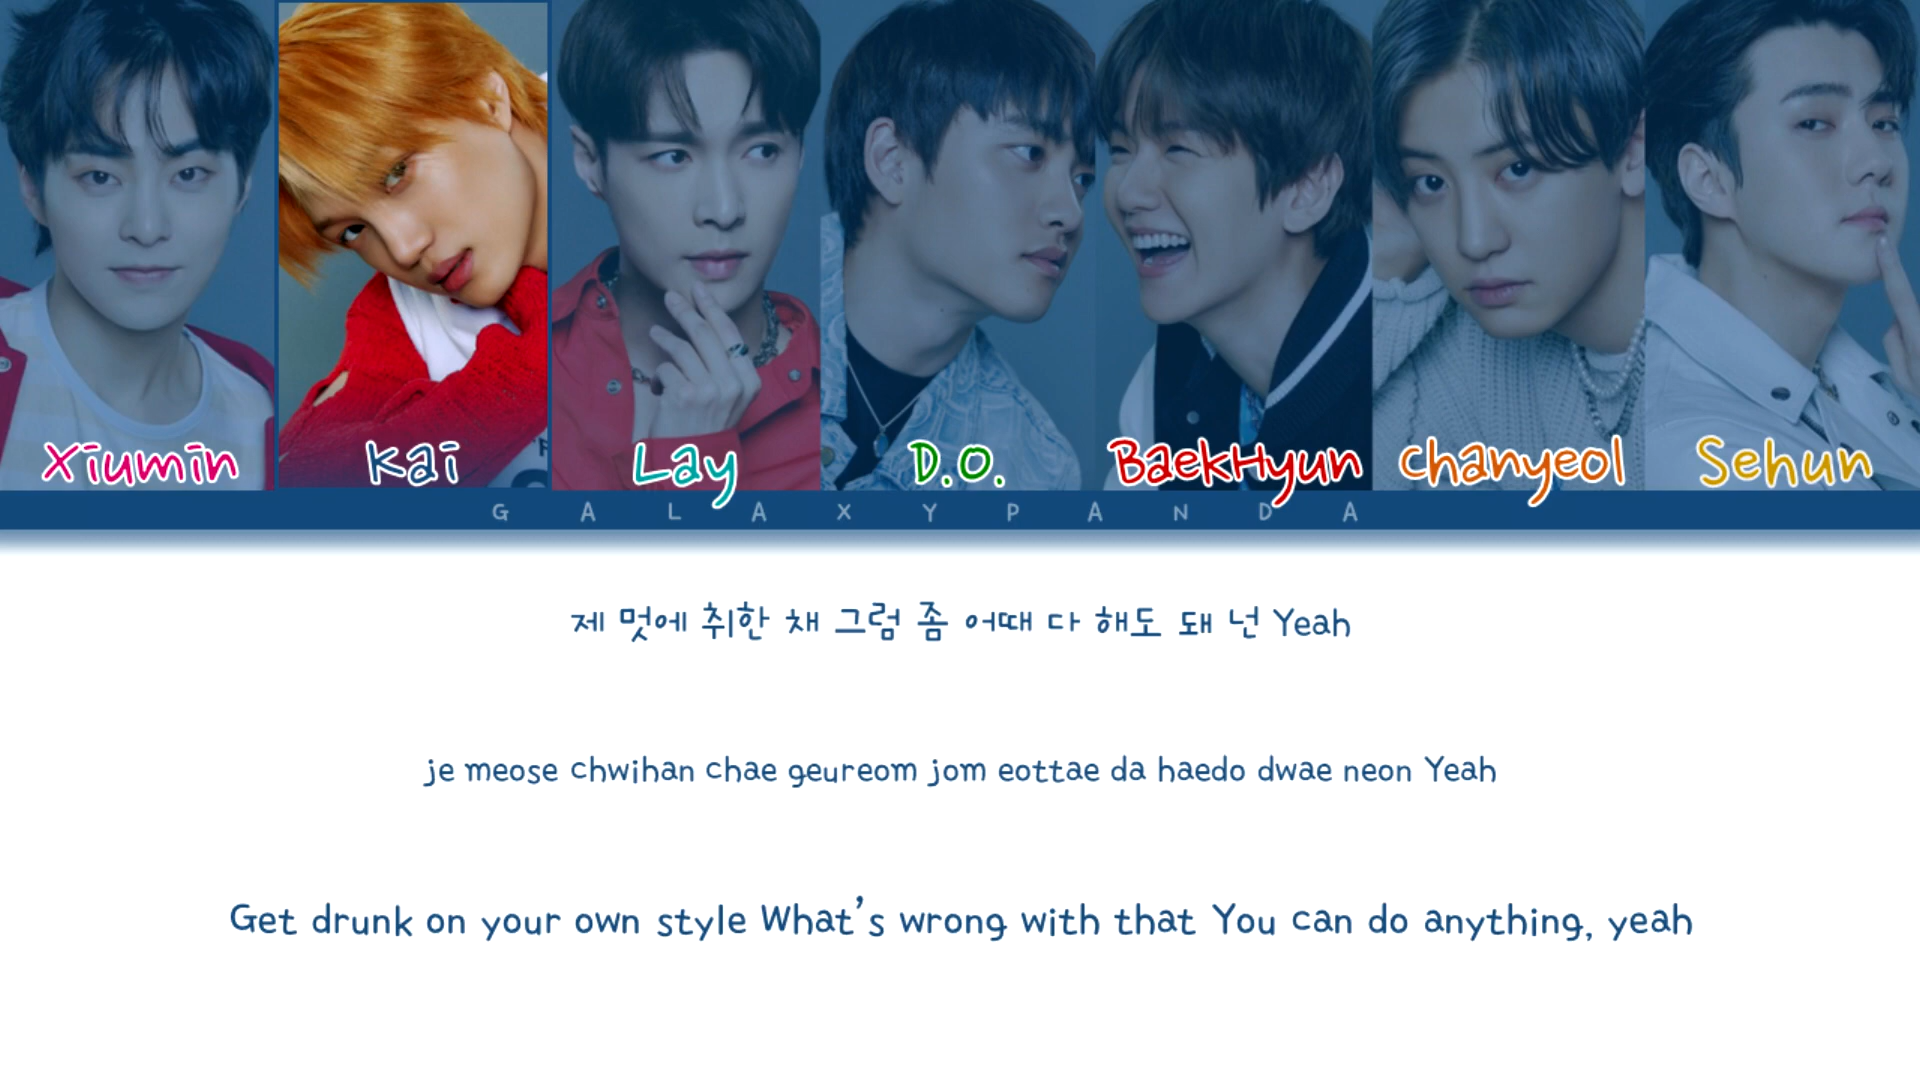 Xiumin Kai Lay D.O. BaekHyun chanyeol Sehun
GALAXYPANDA
제 멋에 취한 채 그럼 좀 어때 다 해도 돼 넌 Yeah
je meose chwihan chae geureom jom eottae da haedo dwae neon Yeah
Get drunk on your own style What's wrong with that You can do anything, yeah